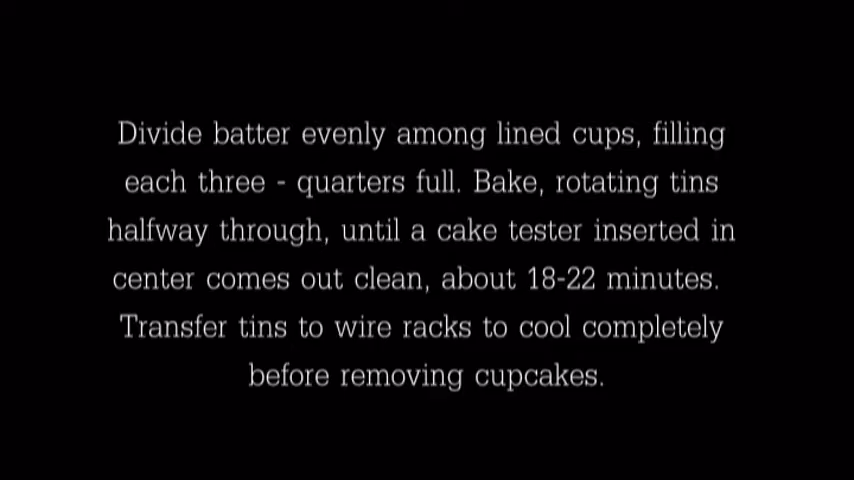 Divide batter evenly among lined cups, filling
each three - quarters full. Bake, rotating tins
halfway through, until a cake tester inserted in
center comes out clean, about 18-22 minutes.
Transfer tins to wire racks to cool completely
before removing cupcakes.